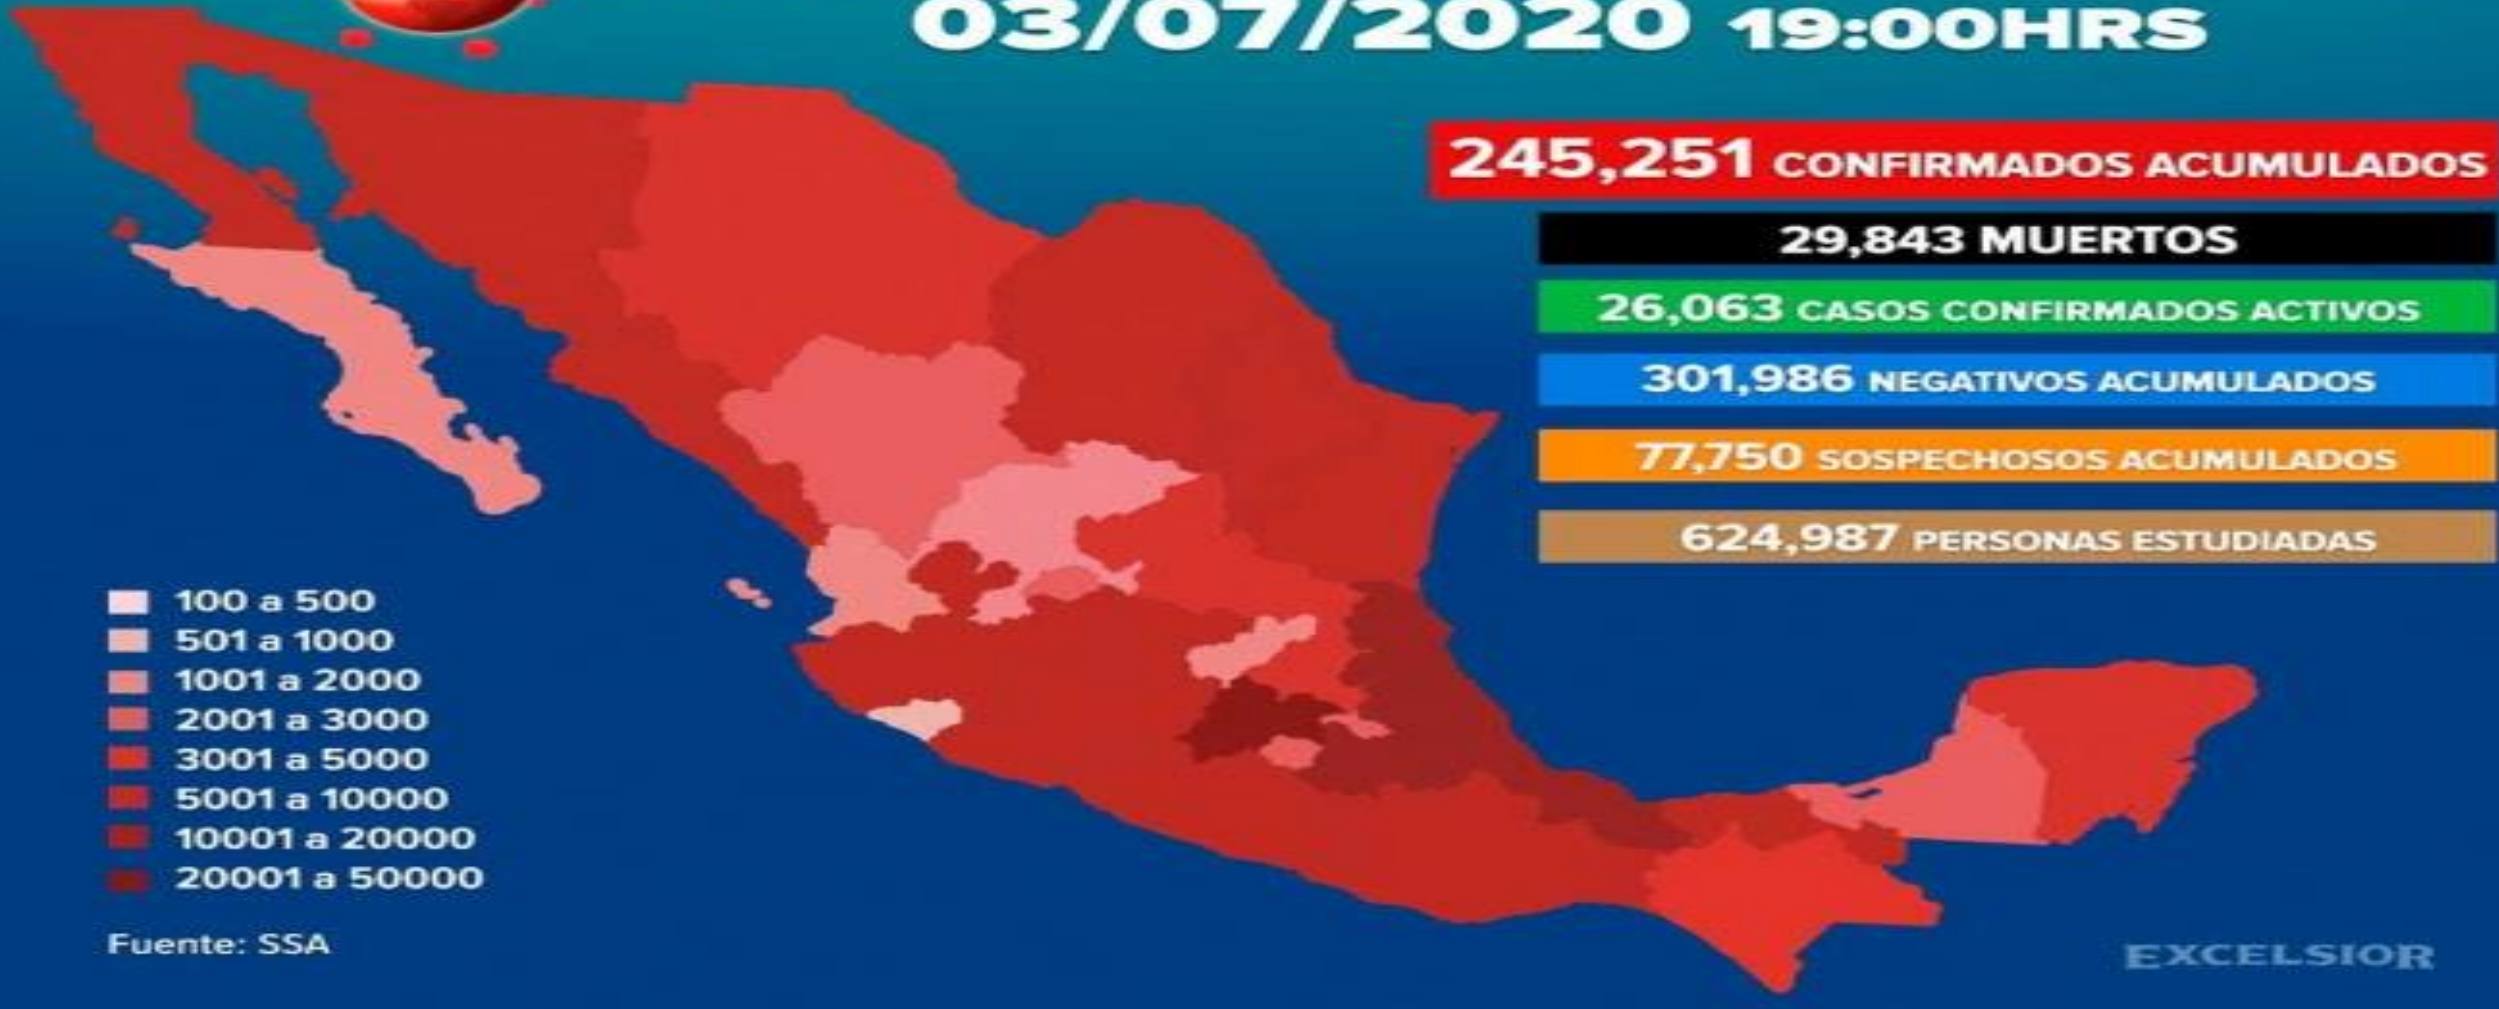 03/07/2020 19:00HRS
245,251 CONFIRMADOS ACUMULADOS
29,843 MUERTOS
26,063 CASOS CONFIRMADOS ACTIVOS
301,986 NEGATIVOS ACUMULADOS
77,750 SOSPECHOSOS ACUMULADOS
624,987 PERSONAS ESTUDIADAS
100 a 500
501 a 1000
1001 a 2000
2001 a 3000
3001 a 5000
5001 a 10000
10001 a 20000
20001 a 50000
Fuente: SSA
EXCELSIOR